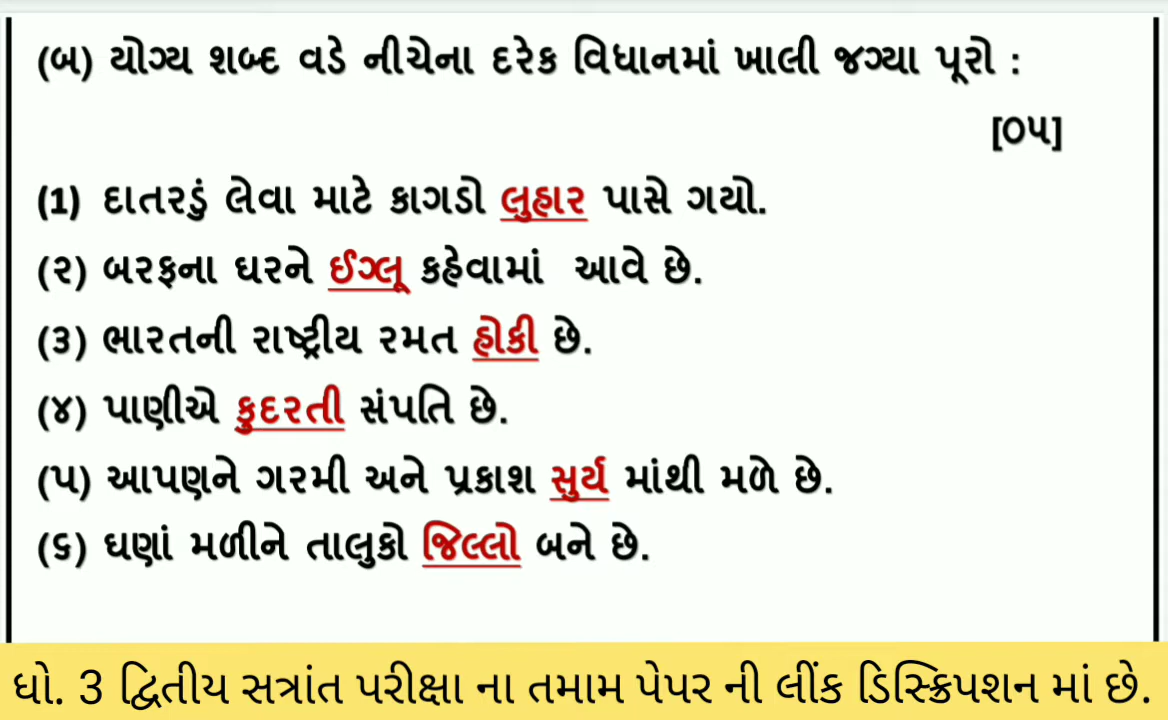 (બ) યોગ્ય શબ્દ વડે નીચેના દરેક વિધાનમાં ખાલી જગ્યા પૂરો :
[૦૫]
(1) દાતરડું લેવા માટે કાગડો લુહાર પાસે ગયો.
(૨) બરફના ઘરને ઈગ્લૂ કહેવામાં આવે છે.
(૩) ભારતની રાષ્ટ્રીય રમત હોકી છે.
(૪) પાણીએ કુદરતી સંપતિ છે.
(૫) આપણને ગરમી અને પ્રકાશ સુર્ય માંથી મળે છે.
(૬) ઘણાં મળીને તાલુકો જિલ્લો બને છે.
ધો. 3 દ્વિતીય સત્રાંત પરીક્ષા ના તમામ પેપર ની લીંક ડિસ્ક્રિપશન માં છે.